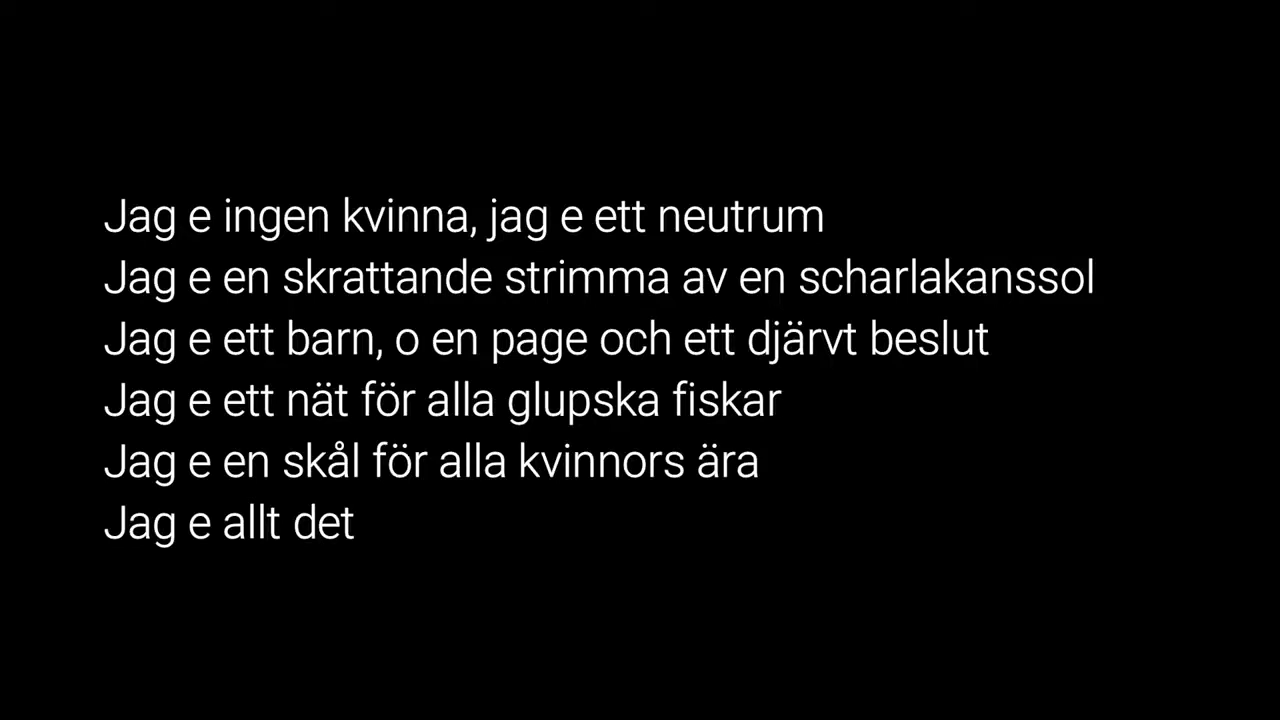 Jag e ingen kvinna, jag e ett neutrum
Jag e en skrattande strimma av en scharlakanssol
Jag e ett barn, o en page och ett djärvt beslut
Jag e ett nät för alla glupska fiskar
Jag e en skål för alla kvinnors ära
Jag e allt det